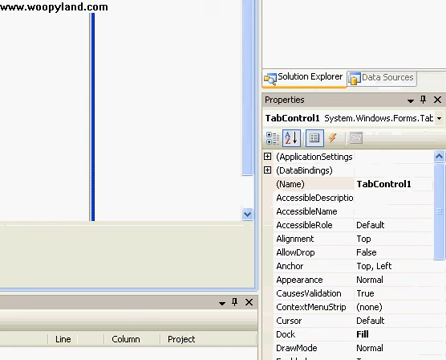 www.woopyland.com
Solution Explorer Data Sources
Properties
TabControl1 System.Windows.Forms.Tab
(ApplicationSettings
(DataBindings)
(Name) TabControl1
AccessibleDescriptio
AccessibleName
AccessibleRole Default
Alignment Top
AllowDrop False
Anchor Top, Left
Appearance Normal
CausesValidation True
ContextMenuStrip (none)
Cursor Default
Dock Fill
DrawMode Normal
Line Column Project